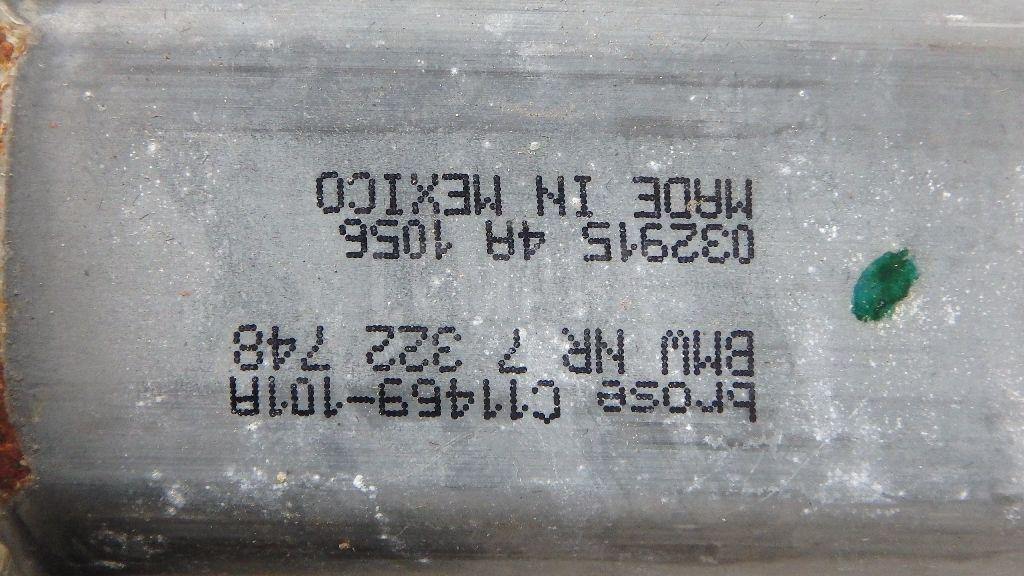 brose C11469-101A
BMW NR 7 322 748
032915 4A 1056
MADE IN MEXICO